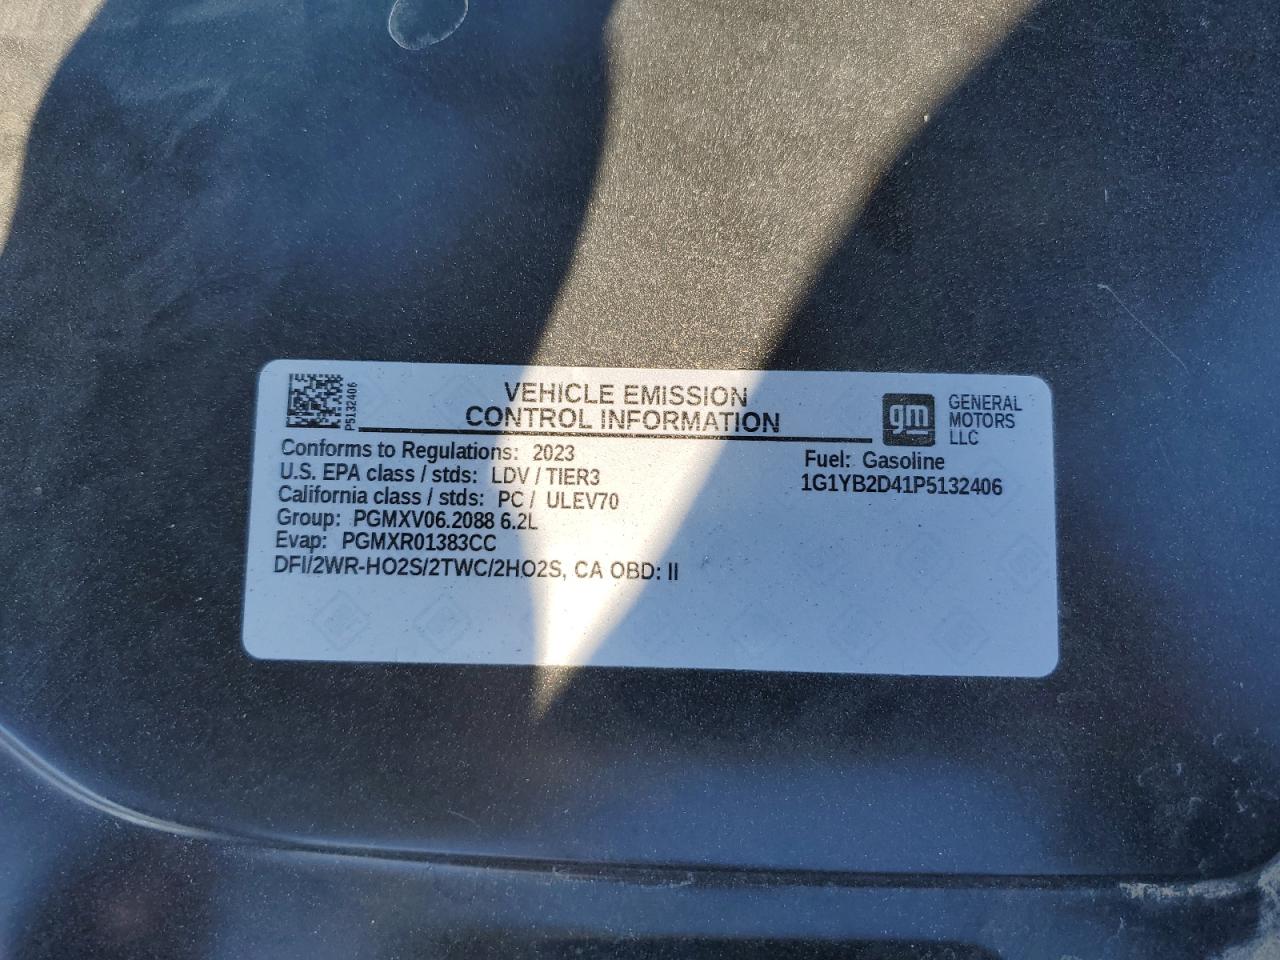 P5132406
VEHICLE EMISSION
CONTROL INFORMATION
gm
GENERAL
MOTORS
LLC
Conforms to Regulations: 2023
U.S. EPA class / stds: LDV / TIER3
California class / stds: PC / ULEV70
Group: PGMXV06.2088 6.2L
Evap: PGMXR01383CC
DFI/2WR-HO2S/2TWC/2HO2S, CA OBD: II
Fuel: Gasoline
1G1YB2D41P5132406